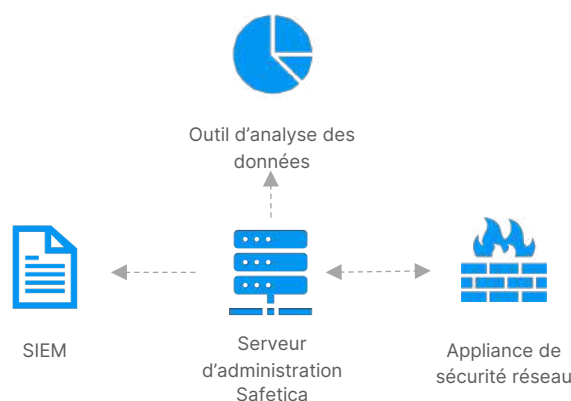 Outil d’analyse des
données
SIEM
Serveur
d’administration
Safetica
Appliance de
sécurité réseau